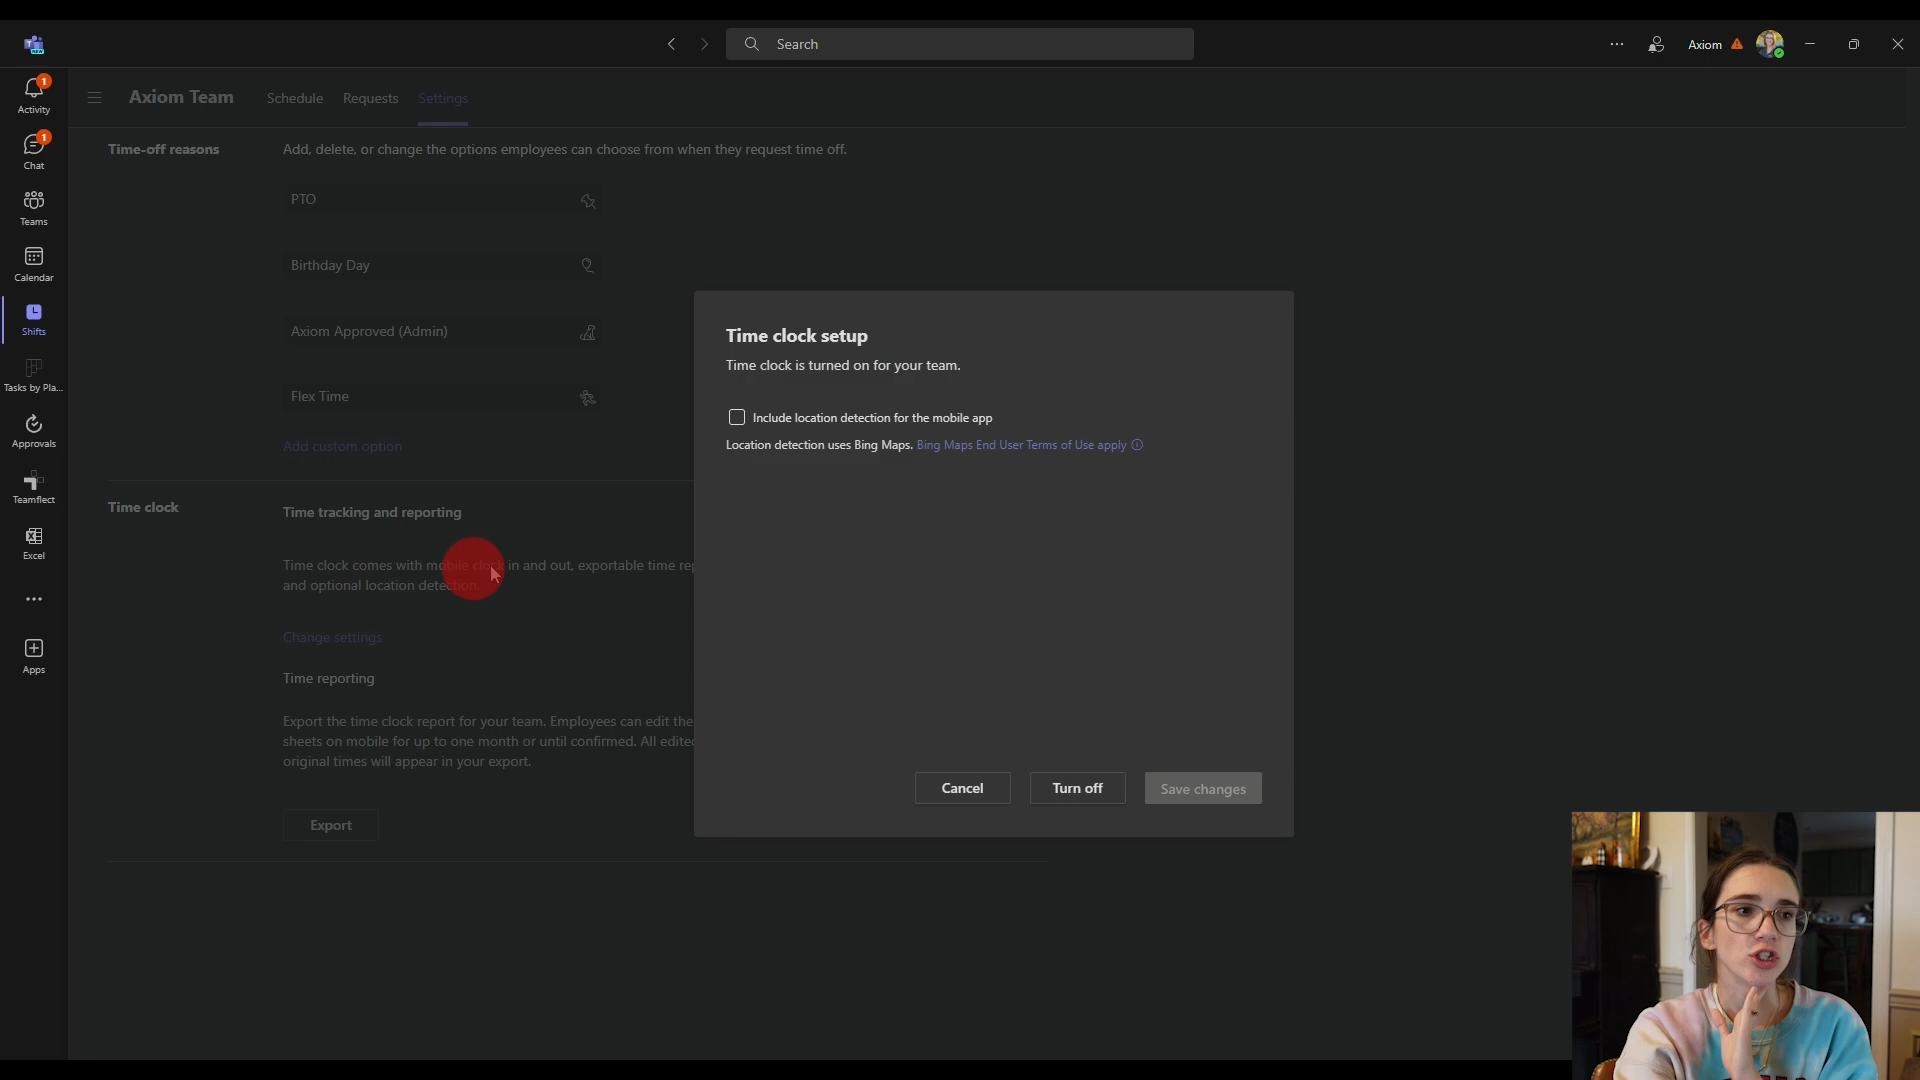 Search
Axiom
1
Activity
1
Chat
Teams
Calendar
Shifts
Tasks by Pla...
Approvals
Teamflect
Excel
Apps
Axiom Team
Schedule
Requests
Settings
Time-off reasons
Add, delete, or change the options employees can choose from when they request time off.
PTO
Birthday Day
Axiom Approved (Admin)
Flex Time
Add custom option
Time clock
Time tracking and reporting
Time clock comes with mobile clock in and out, exportable time rep
and optional location detection.
Change settings
Time reporting
Export the time clock report for your team. Employees can edit the
sheets on mobile for up to one month or until confirmed. All edited
original times will appear in your export.
Export
Time clock setup
Time clock is turned on for your team.
Include location detection for the mobile app
Location detection uses Bing Maps. Bing Maps End User Terms of Use apply
Cancel
Turn off
Save changes